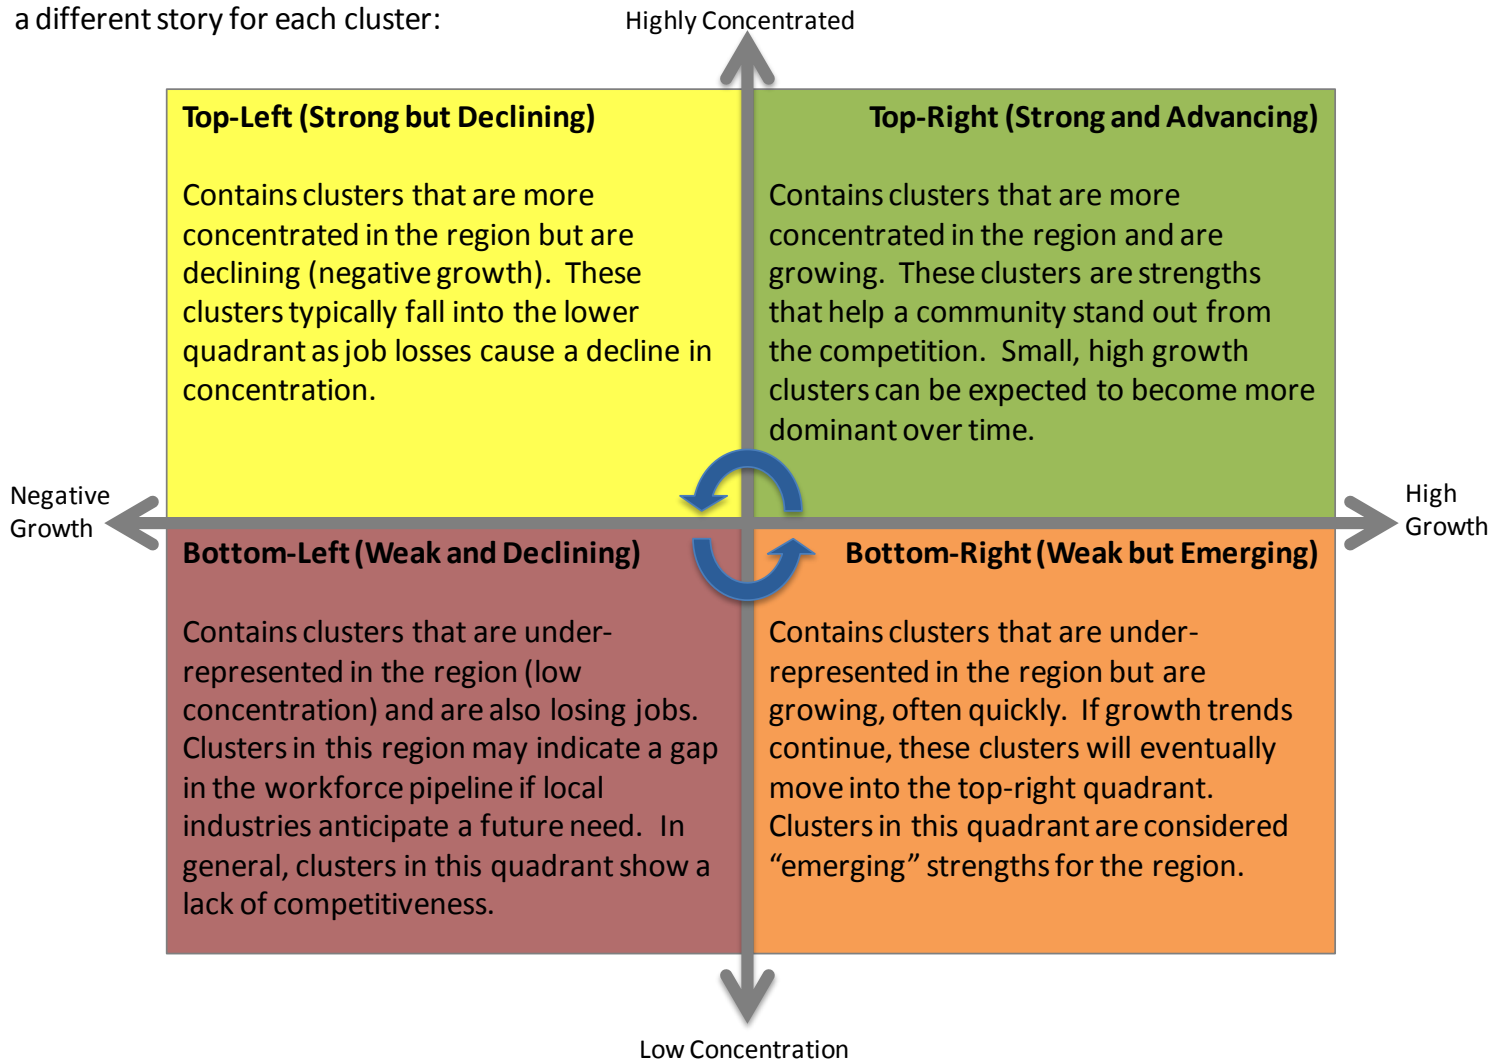 a different story for each cluster:
Highly Concentrated
Top-Left (Strong but Declining)
Contains clusters that are more
concentrated in the region but are
declining (negative growth).  These
clusters typically fall into the lower
quadrant as job losses cause a decline in
concentration.
Top-Right (Strong and Advancing)
Contains clusters that are more
concentrated in the region and are
growing.  These clusters are strengths
that help a community stand out from
the competition.  Small, high growth
clusters can be expected to become more
dominant over time.
Negative
Growth
High
Growth
Bottom-Left (Weak and Declining)
Contains clusters that are under-
represented in the region (low
concentration) and are also losing jobs.
Clusters in this region may indicate a gap
in the workforce pipeline if local
industries anticipate a future need.  In
general, clusters in this quadrant show a
lack of competitiveness.
Bottom-Right (Weak but Emerging)
Contains clusters that are under-
represented in the region but are
growing, often quickly.  If growth trends
continue, these clusters will eventually
move into the top-right quadrant.
Clusters in this quadrant are considered
“emerging” strengths for the region.
Low Concentration